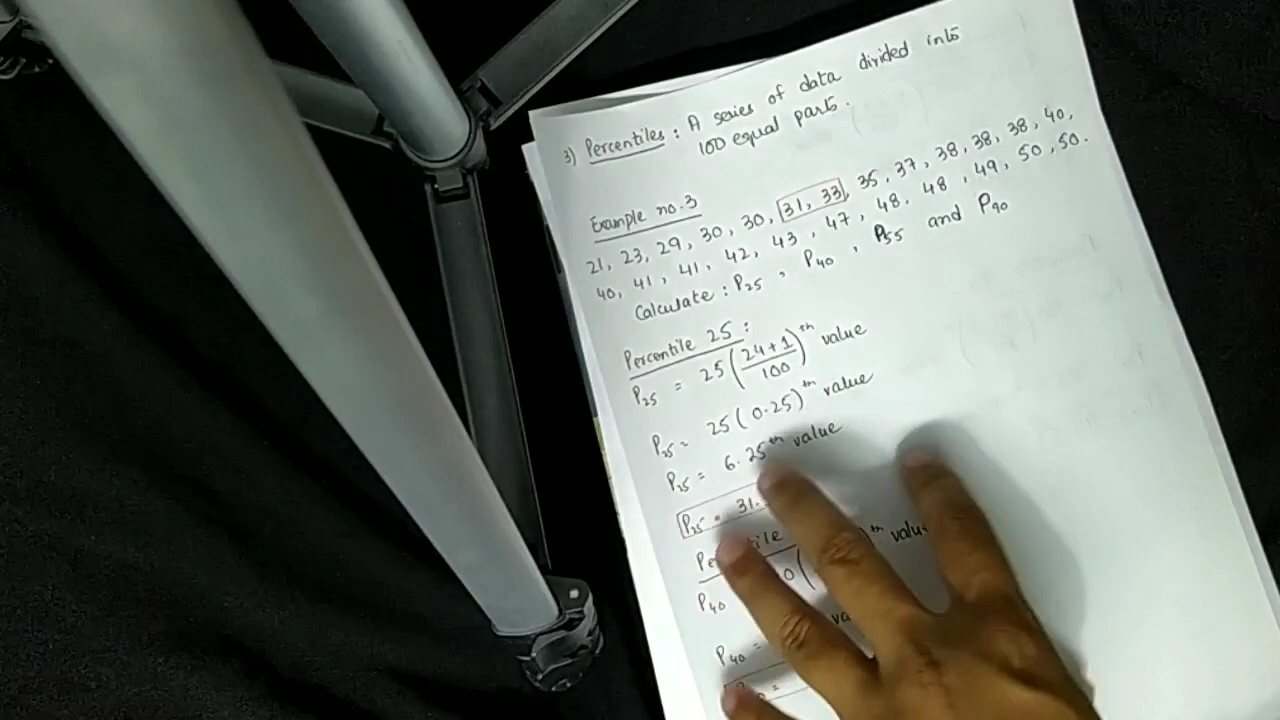 3) Percentiles : A series of data divided into
100 equal parts.
Example no.3
21, 23, 29, 30, 30, 31, 33, 35, 37, 38, 38, 38, 40,
40, 41, 41, 42, 43, 47, 48, 48, 49, 50, 50.
Calculate : P25, P40, P55 and P90
Percentile 25 :
P25 = 25 (24+1/100)th value
P25 = 25 (0.25)th value
P25 = 6.25th value
P25 = 31.
P40
th value
P40 =